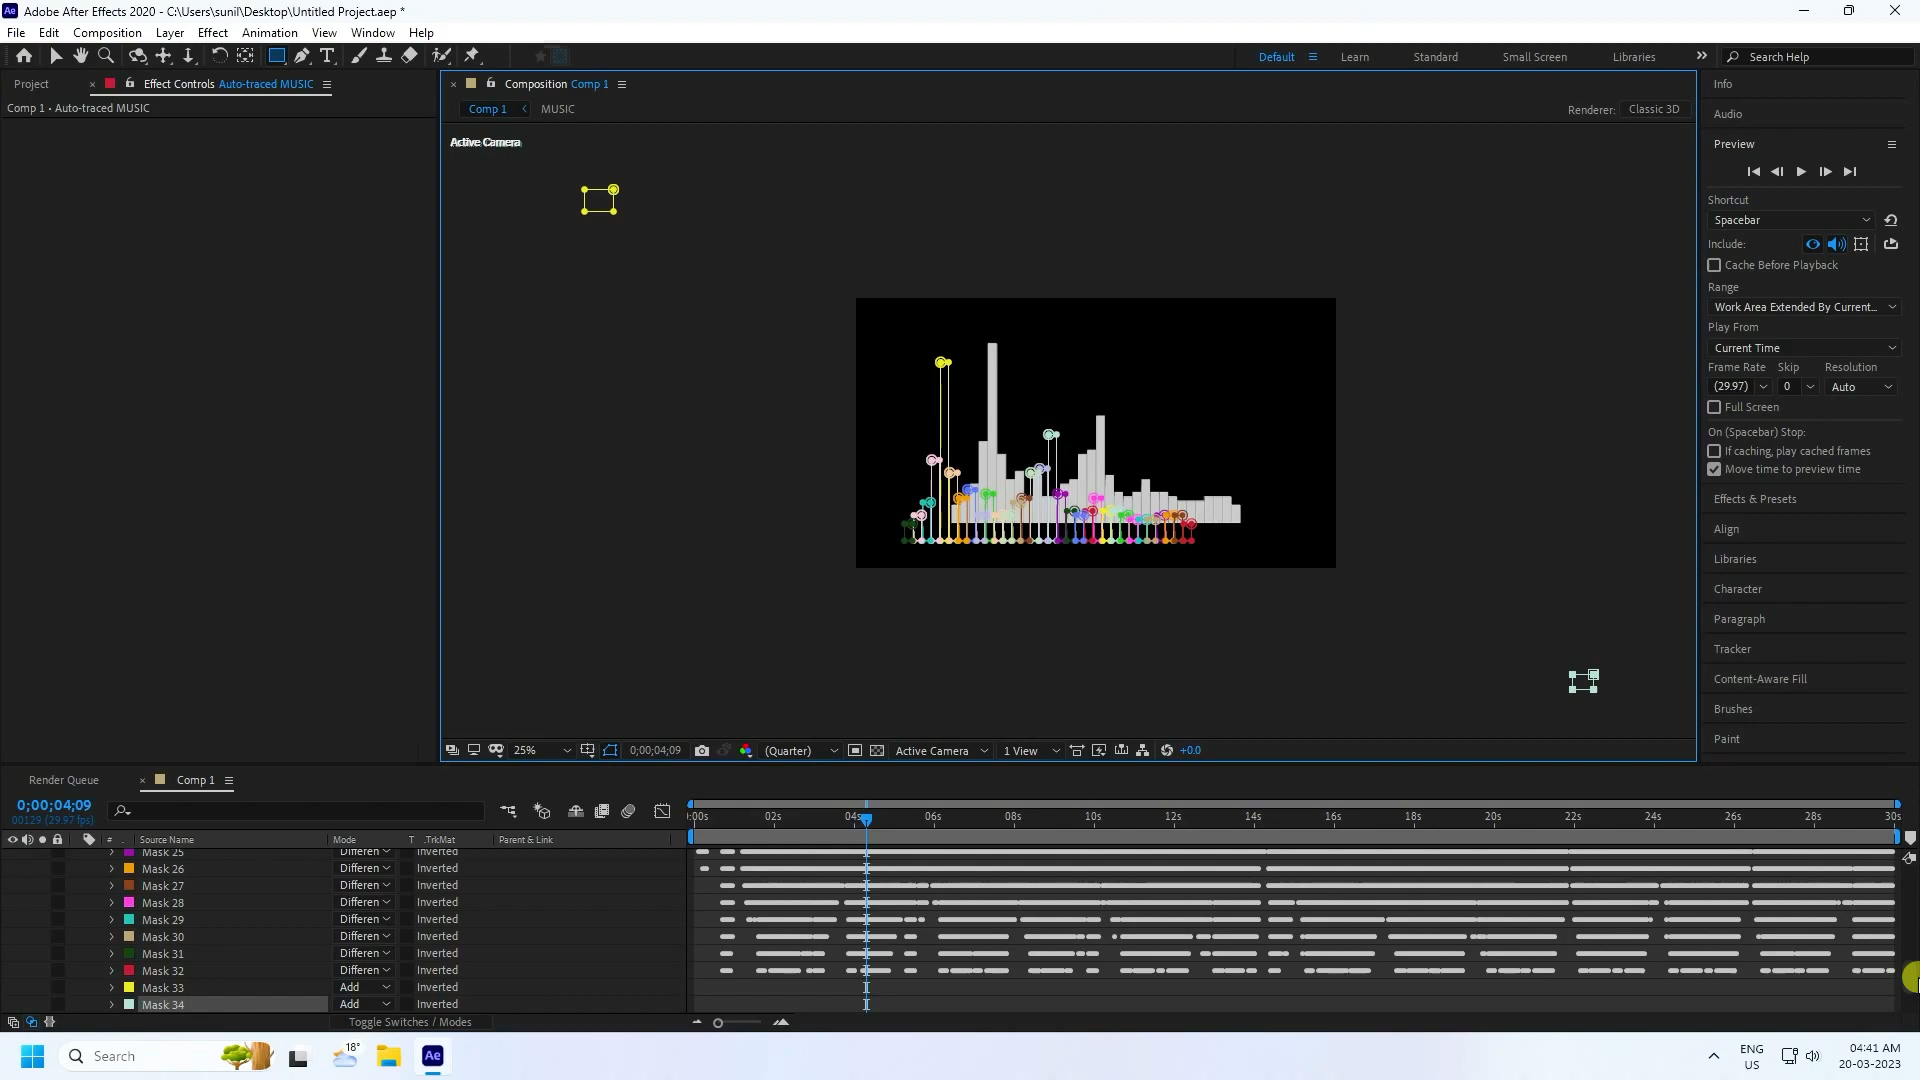 Ae Adobe After Effects 2020 - C:\Users\sunil\Desktop\Untitled Project.aep *
File Edit Composition Layer Effect Animation View Window Help
Default Learn Standard Small Screen Libraries Search Help
Project Effect Controls Auto-traced MUSIC
Comp 1 • Auto-traced MUSIC
Composition Comp 1
Comp 1 MUSIC
Renderer: Classic 3D
Active Camera
25% 0;00;04;09 (Quarter) Active Camera 1 View +0.0
Info
Audio
Preview
Shortcut
Spacebar
Include:
Cache Before Playback
Range
Work Area Extended By Current...
Play From
Current Time
Frame Rate Skip Resolution
(29.97) 0 Auto
Full Screen
On (Spacebar) Stop:
If caching, play cached frames
Move time to preview time
Effects & Presets
Align
Libraries
Character
Paragraph
Tracker
Content-Aware Fill
Brushes
Paint
Render Queue Comp 1
0;00;04;09
00129 (29.97 fps)
# Source Name Mode T .TrkMat Parent & Link
:00s 02s 04s 06s 08s 10s 12s 14s 16s 18s 20s 22s 24s 26s 28s 30s
Mask 25 Differen Inverted
Mask 26 Differen Inverted
Mask 27 Differen Inverted
Mask 28 Differen Inverted
Mask 29 Differen Inverted
Mask 30 Differen Inverted
Mask 31 Differen Inverted
Mask 32 Differen Inverted
Mask 33 Add Inverted
Mask 34 Add Inverted
Toggle Switches / Modes
Search 18° Ae
ENG
US
04:41 AM
20-03-2023